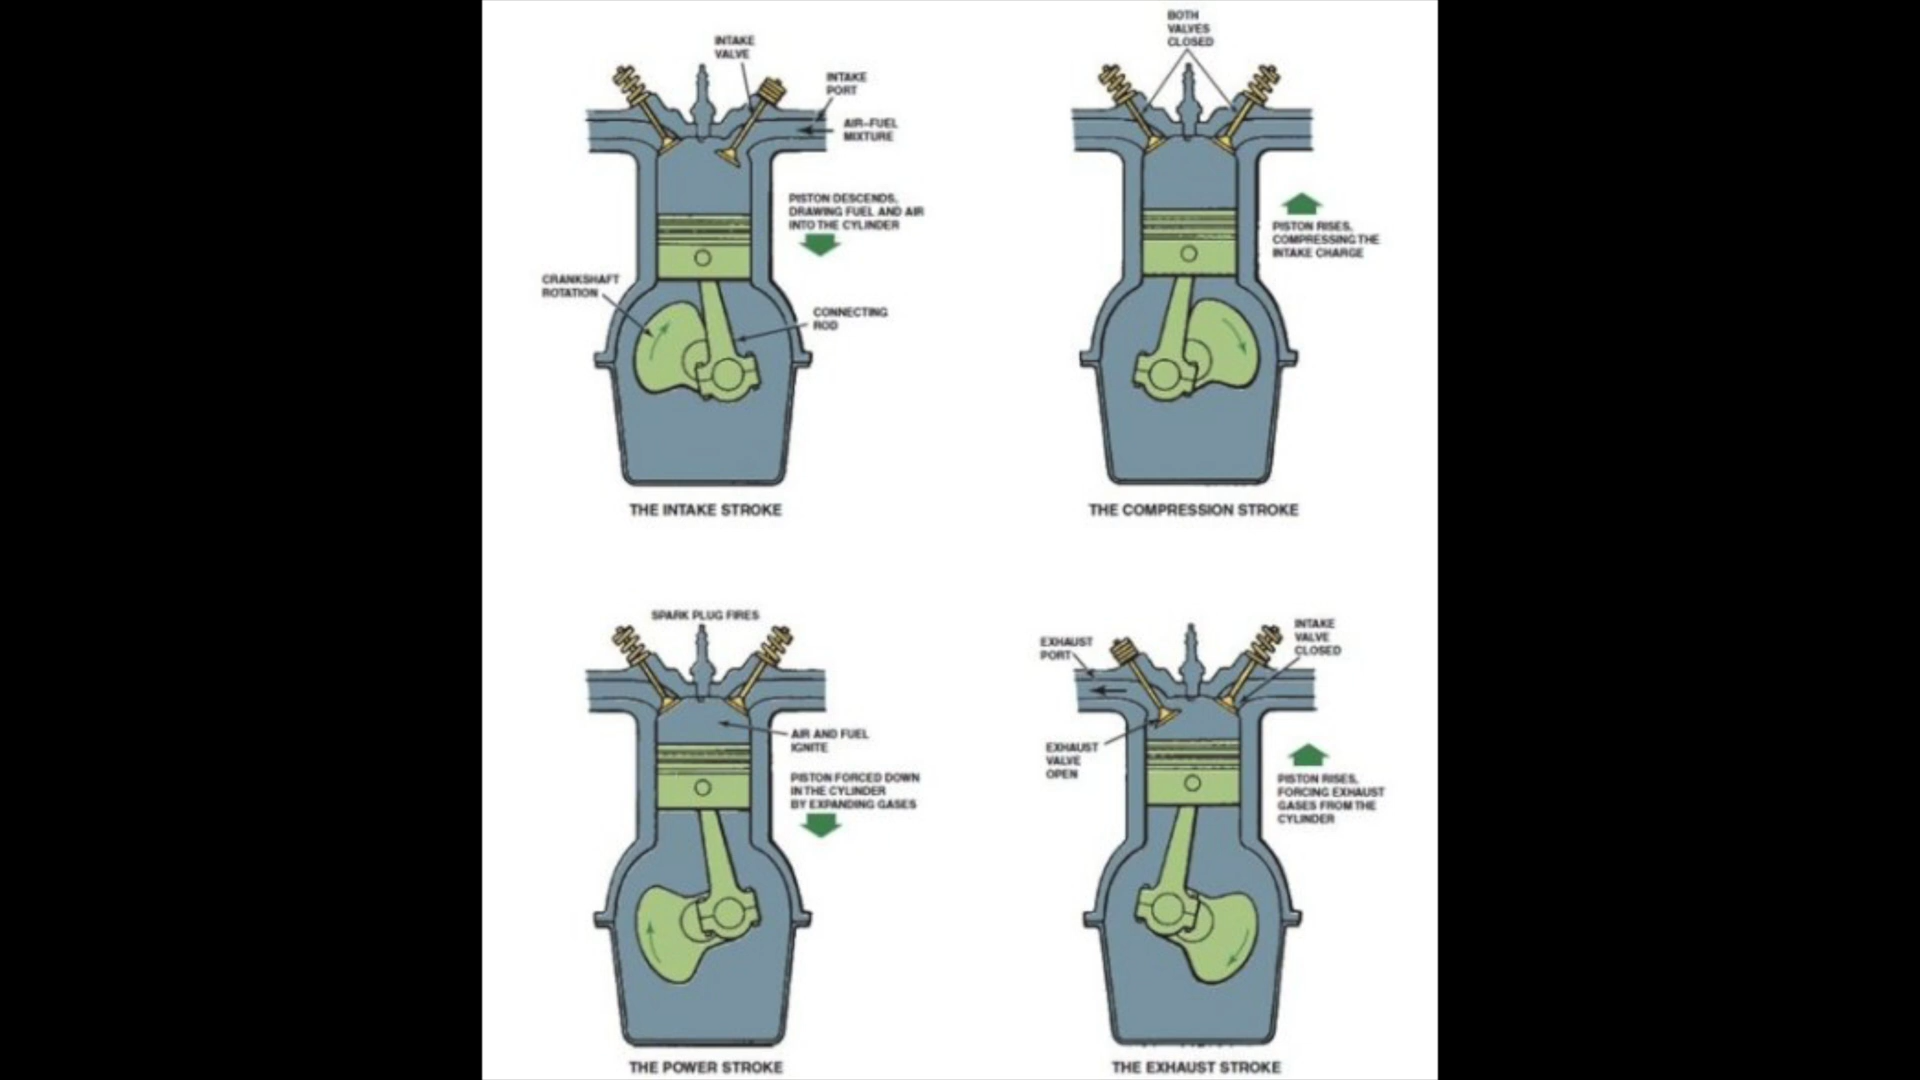 INTAKE
VALVE
INTAKE
PORT
AIR–FUEL
MIXTURE
PISTON DESCENDS,
DRAWING FUEL AND AIR
INTO THE CYLINDER
CRANKSHAFT
ROTATION
CONNECTING
ROD
THE INTAKE STROKE
BOTH
VALVES
CLOSED
PISTON RISES,
COMPRESSING THE
INTAKE CHARGE
THE COMPRESSION STROKE
SPARK PLUG FIRES
AIR AND FUEL
IGNITE
PISTON FORCED DOWN
IN THE CYLINDER
BY EXPANDING GASES
THE POWER STROKE
EXHAUST
PORT
INTAKE
VALVE
CLOSED
EXHAUST
VALVE
OPEN
PISTON RISES,
FORCING EXHAUST
GASES FROM THE
CYLINDER
THE EXHAUST STROKE